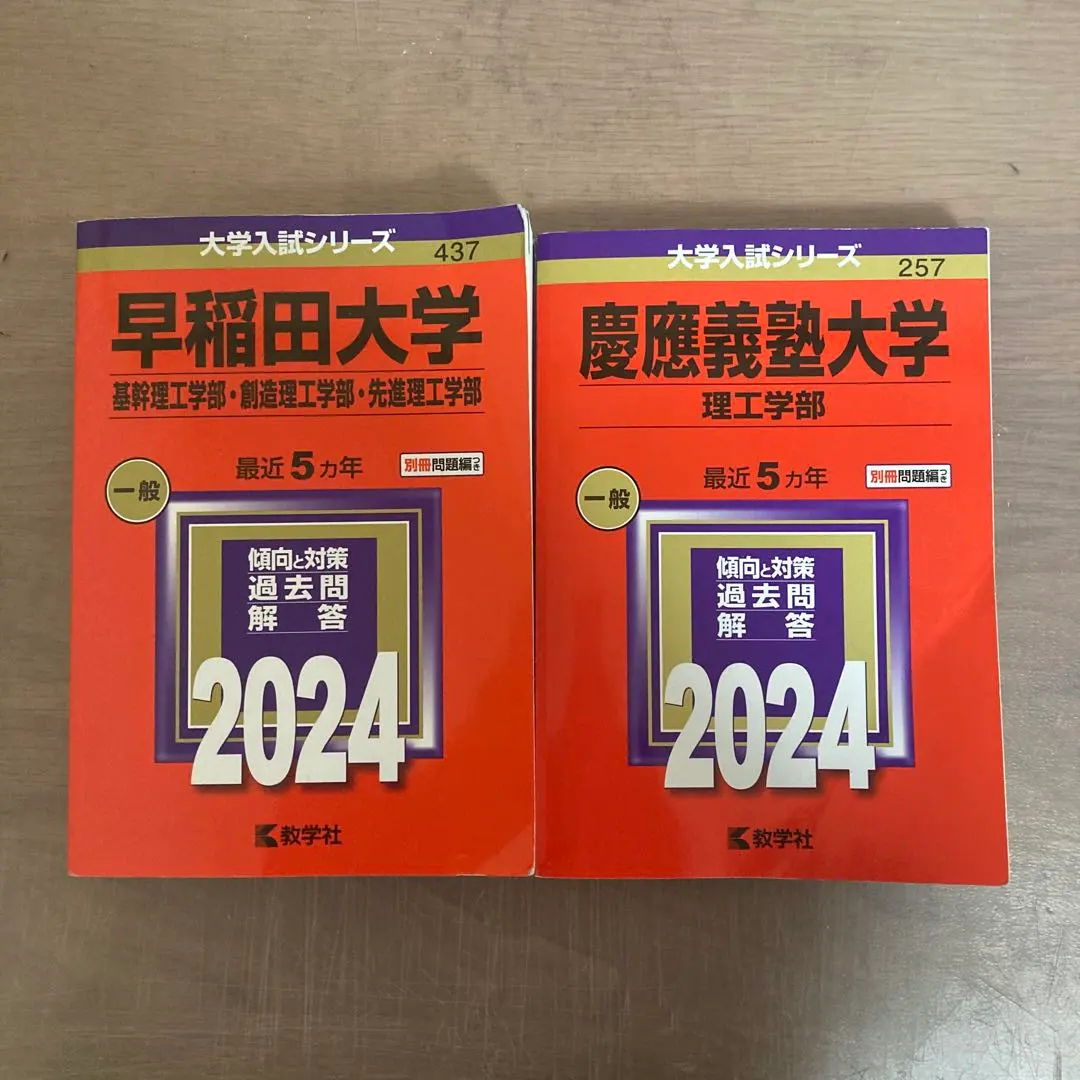 大学入試シリーズ
437
早稲田大学
基幹理工学部・創造理工学部・先進理工学部
最近5カ年
別冊問題編つき
一般
傾向と対策
過去問
解答
2024
教学社
大学入試シリーズ
257
慶應義塾大学
理工学部
最近5カ年
別冊問題編つき
一般
傾向と対策
過去問
解答
2024
教学社